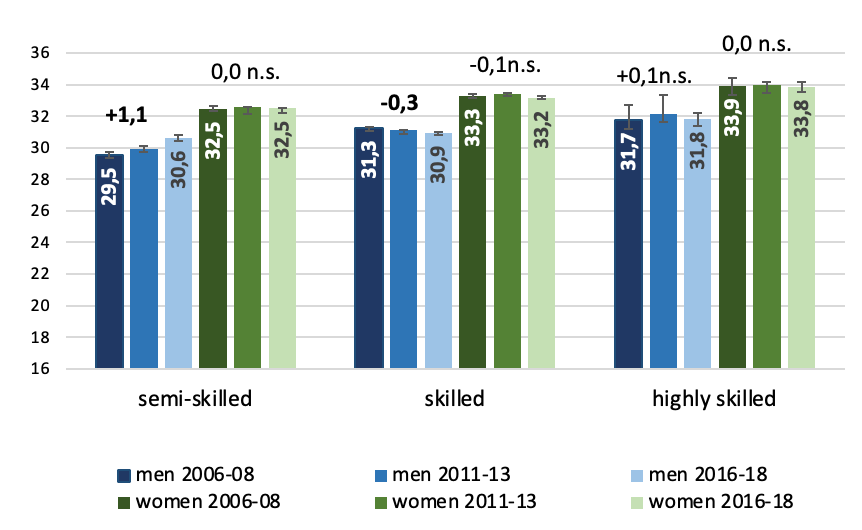 36
34
32
30
28
26
24
22
20
18
16
+1,1
0,0 n.s.
-0,3
-0,1n.s.
+0,1n.s.
0,0 n.s.
29,5
30,6
32,5
32,5
31,3
30,9
33,3
33,2
31,7
31,8
33,9
33,8
semi-skilled
skilled
highly skilled
men 2006-08
men 2011-13
men 2016-18
women 2006-08
women 2011-13
women 2016-18